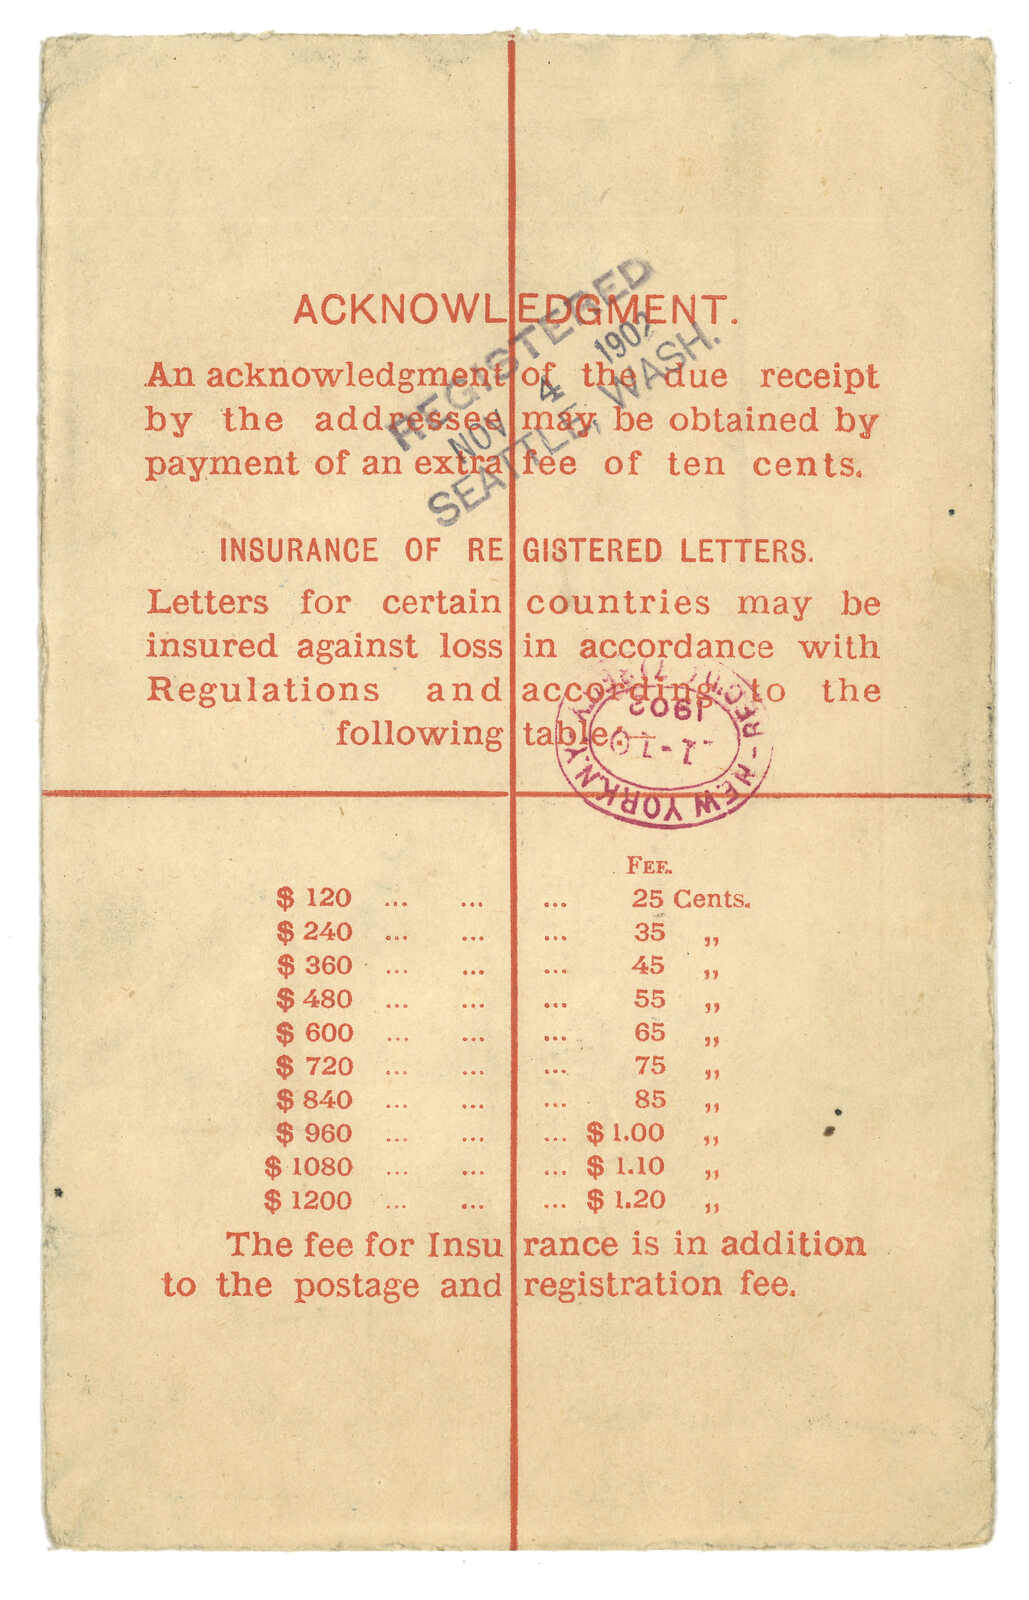 ACKNOWLEDGMENT.
An acknowledgment of the due receipt
by the addressee may be obtained by
payment of an extra fee of ten cents.
REGISTERED
NOV 4 1902
SEATTLE, WASH.
INSURANCE OF REGISTERED LETTERS.
Letters for certain countries may be
insured against loss in accordance with
Regulations and according to the
following table:—
1902
NEW YORK, N.Y.
FEE.
$ 120 ... ... ... 25 Cents.
$ 240 ... ... ... 35 „
$ 360 ... ... ... 45 „
$ 480 ... ... ... 55 „
$ 600 ... ... ... 65 „
$ 720 ... ... ... 75 „
$ 840 ... ... ... 85 „
$ 960 ... ... ... $ 1.00 „
$ 1080 ... ... ... $ 1.10 „
$ 1200 ... ... ... $ 1.20 „
The fee for Insurance is in addition
to the postage and registration fee.